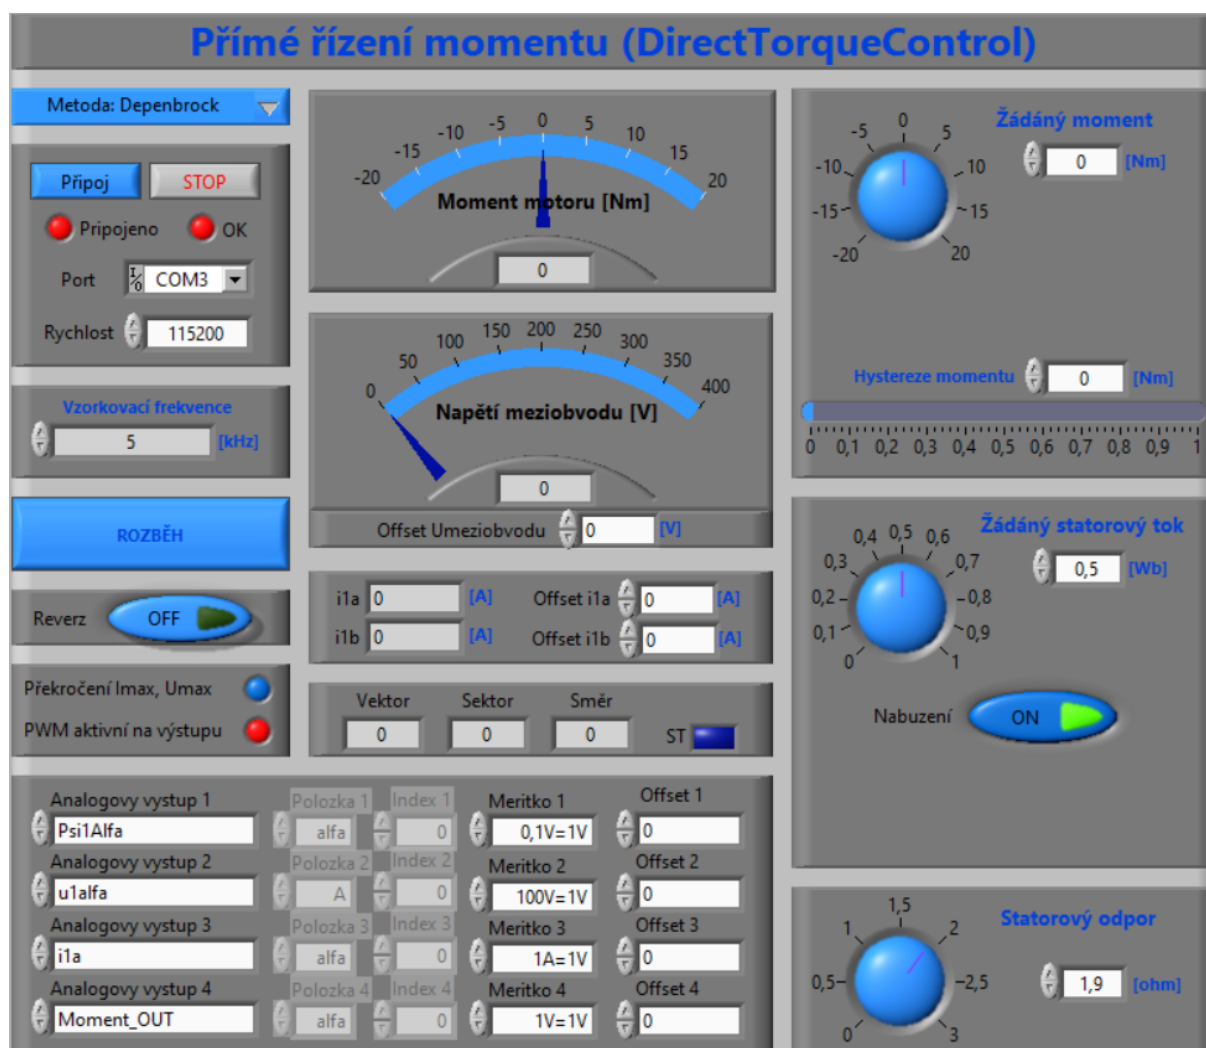 Přímé řízení momentu (DirectTorqueControl)
Metoda: Depenbrock
Připoj STOP
Pripojeno OK
Port I/O COM3
Rychlost 115200
Vzorkovací frekvence
5 [kHz]
ROZBĚH
Reverz OFF
Překročení Imax, Umax
PWM aktivní na výstupu
-20 -15 -10 -5 0 5 10 15 20
Moment motoru [Nm]
0
0 50 100 150 200 250 300 350 400
Napětí meziobvodu [V]
0
Offset Umeziobvodu 0 [V]
i1a 0 [A] Offset i1a 0 [A]
i1b 0 [A] Offset i1b 0 [A]
Vektor Sektor Směr
0 0 0 ST
Analogovy vystup 1 Polozka 1 Index 1 Meritko 1 Offset 1
Psi1Alfa alfa 0 0,1V=1V 0
Analogovy vystup 2 Polozka 2 Index 2 Meritko 2 Offset 2
u1alfa A 0 100V=1V 0
Analogovy vystup 3 Polozka 3 Index 3 Meritko 3 Offset 3
i1a alfa 0 1A=1V 0
Analogovy vystup 4 Polozka 4 Index 4 Meritko 4 Offset 4
Moment_OUT alfa 0 1V=1V 0
Žádáný moment
0 [Nm]
-20 -15 -10 -5 0 5 10 15 20
Hystereze momentu 0 [Nm]
0 0,1 0,2 0,3 0,4 0,5 0,6 0,7 0,8 0,9 1
Žádáný statorový tok
0,5 [Wb]
0 0,1 0,2 0,3 0,4 0,5 0,6 0,7 0,8 0,9 1
Nabuzení ON
Statorový odpor
1,9 [ohm]
0 0,5 1 1,5 2 2,5 3